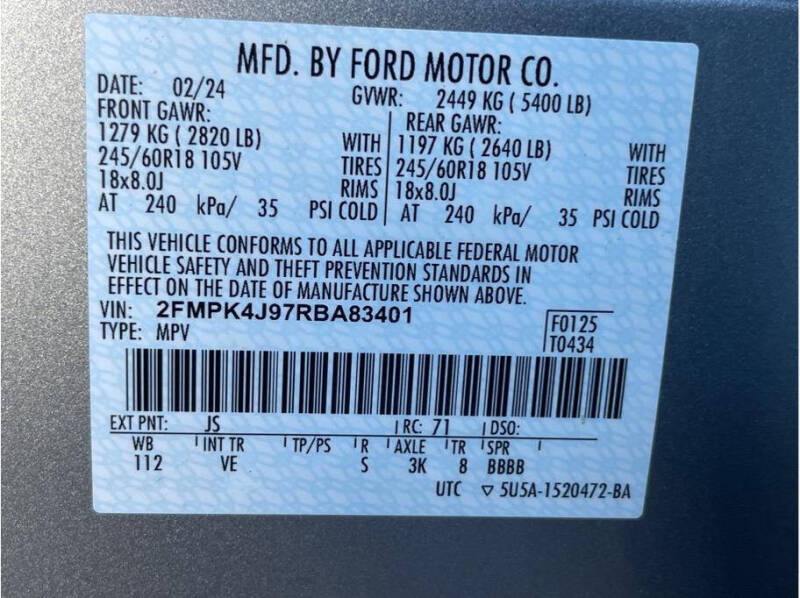 MFD. BY FORD MOTOR CO.
DATE: 02/24 GVWR: 2449 KG ( 5400 LB)
FRONT GAWR: REAR GAWR:
1279 KG ( 2820 LB) WITH 1197 KG ( 2640 LB) WITH
245/60R18 105V TIRES 245/60R18 105V TIRES
18x8.0J RIMS 18x8.0J RIMS
AT 240 kPa/ 35 PSI COLD AT 240 kPa/ 35 PSI COLD
THIS VEHICLE CONFORMS TO ALL APPLICABLE FEDERAL MOTOR
VEHICLE SAFETY AND THEFT PREVENTION STANDARDS IN
EFFECT ON THE DATE OF MANUFACTURE SHOWN ABOVE.
VIN: 2FMPK4J97RBA83401 F0125
TYPE: MPV T0434
EXT PNT: JS RC: 71 DSO:
WB INT TR TP/PS R AXLE TR SPR
112 VE S 3K 8 BBBB
UTC ▽ 5U5A-1520472-BA